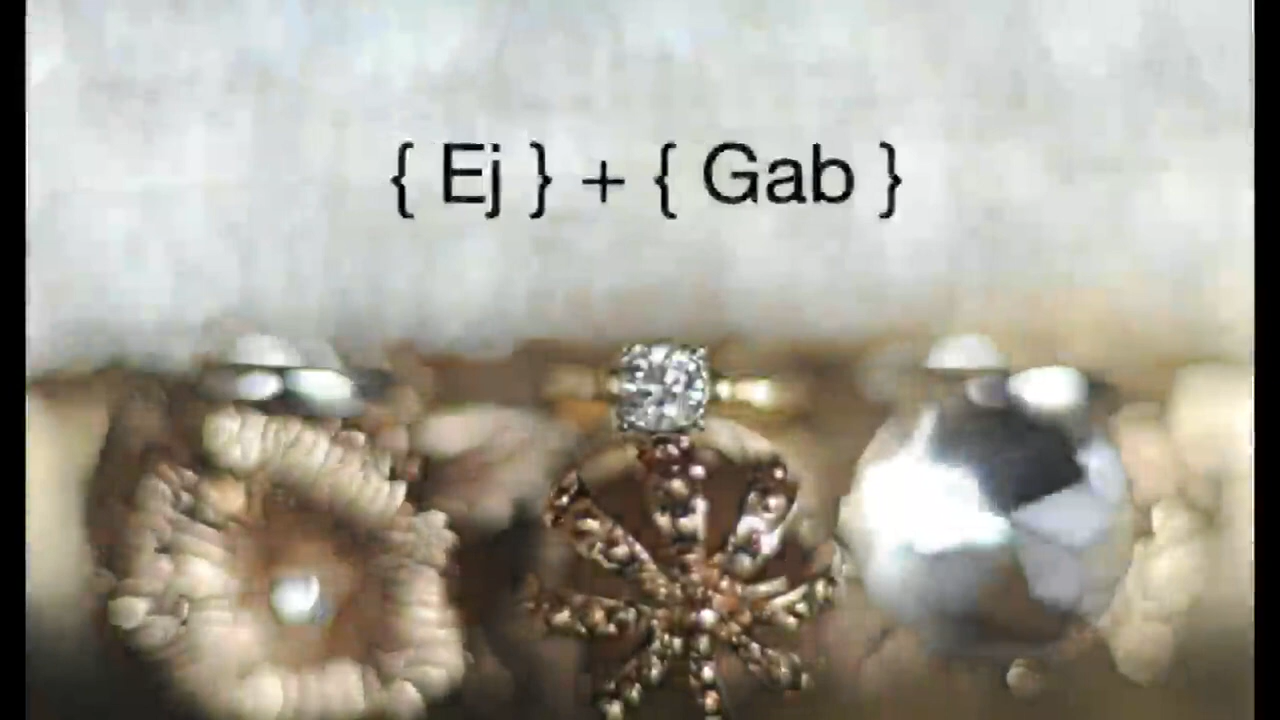 { Ej } + { Gab }